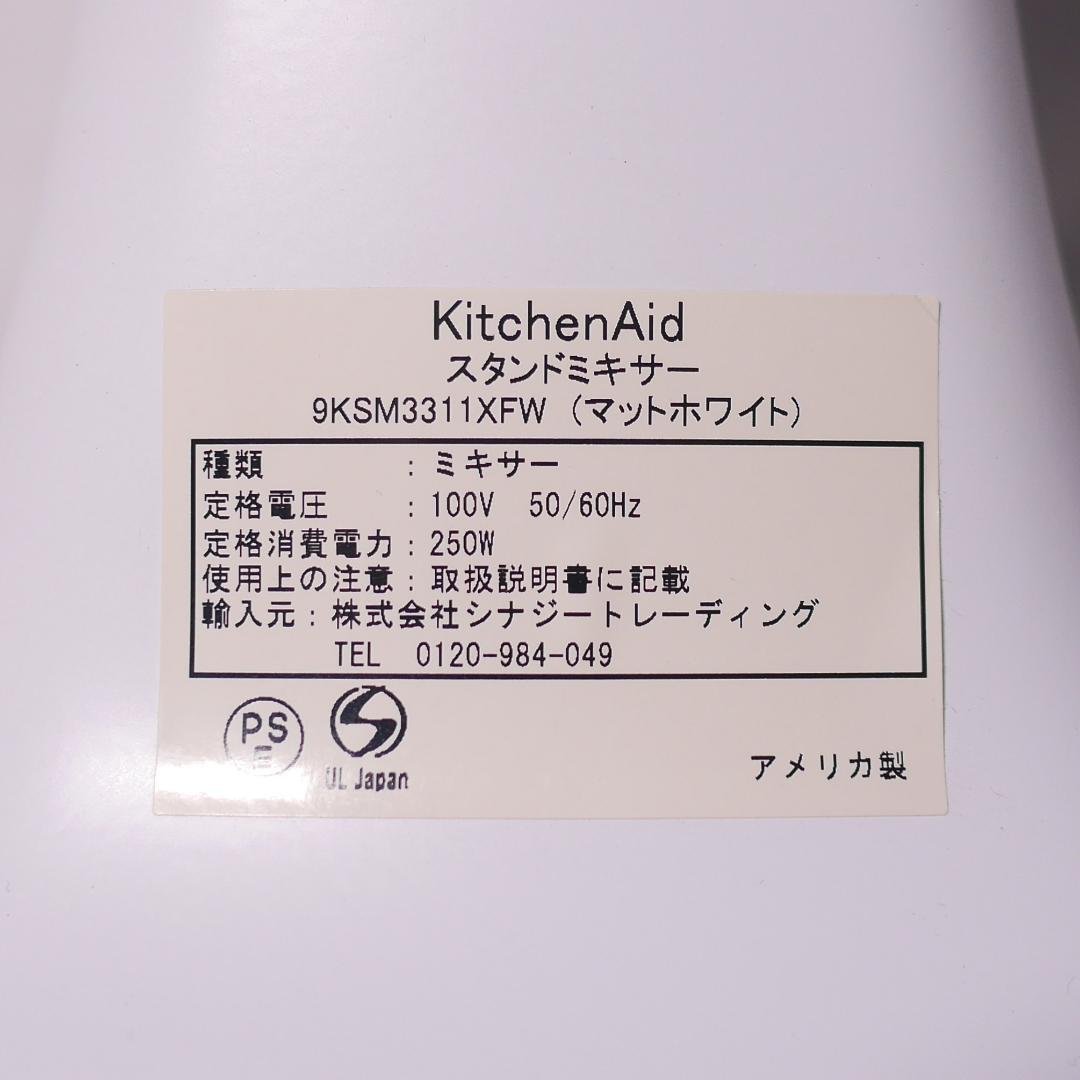 KitchenAid
スタンドミキサー
9KSM3311XFW (マットホワイト)
種類 : ミキサー
定格電圧 : 100V 50/60Hz
定格消費電力 : 250W
使用上の注意 : 取扱説明書に記載
輸入元 : 株式会社シナジートレーディング
TEL 0120-984-049
PS
E
UL Japan
アメリカ製